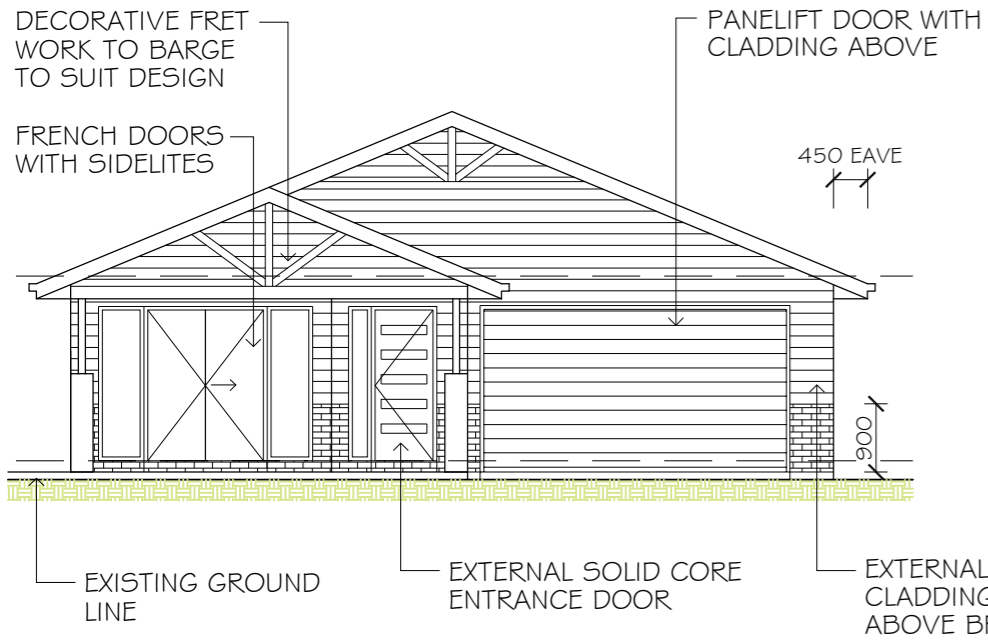 DECORATIVE FRET
WORK TO BARGE
TO SUIT DESIGN
PANELIFT DOOR WITH
CLADDING ABOVE
FRENCH DOORS
WITH SIDELITES
450 EAVE
900
EXISTING GROUND
LINE
EXTERNAL SOLID CORE
ENTRANCE DOOR
EXTERNAL
CLADDING
ABOVE